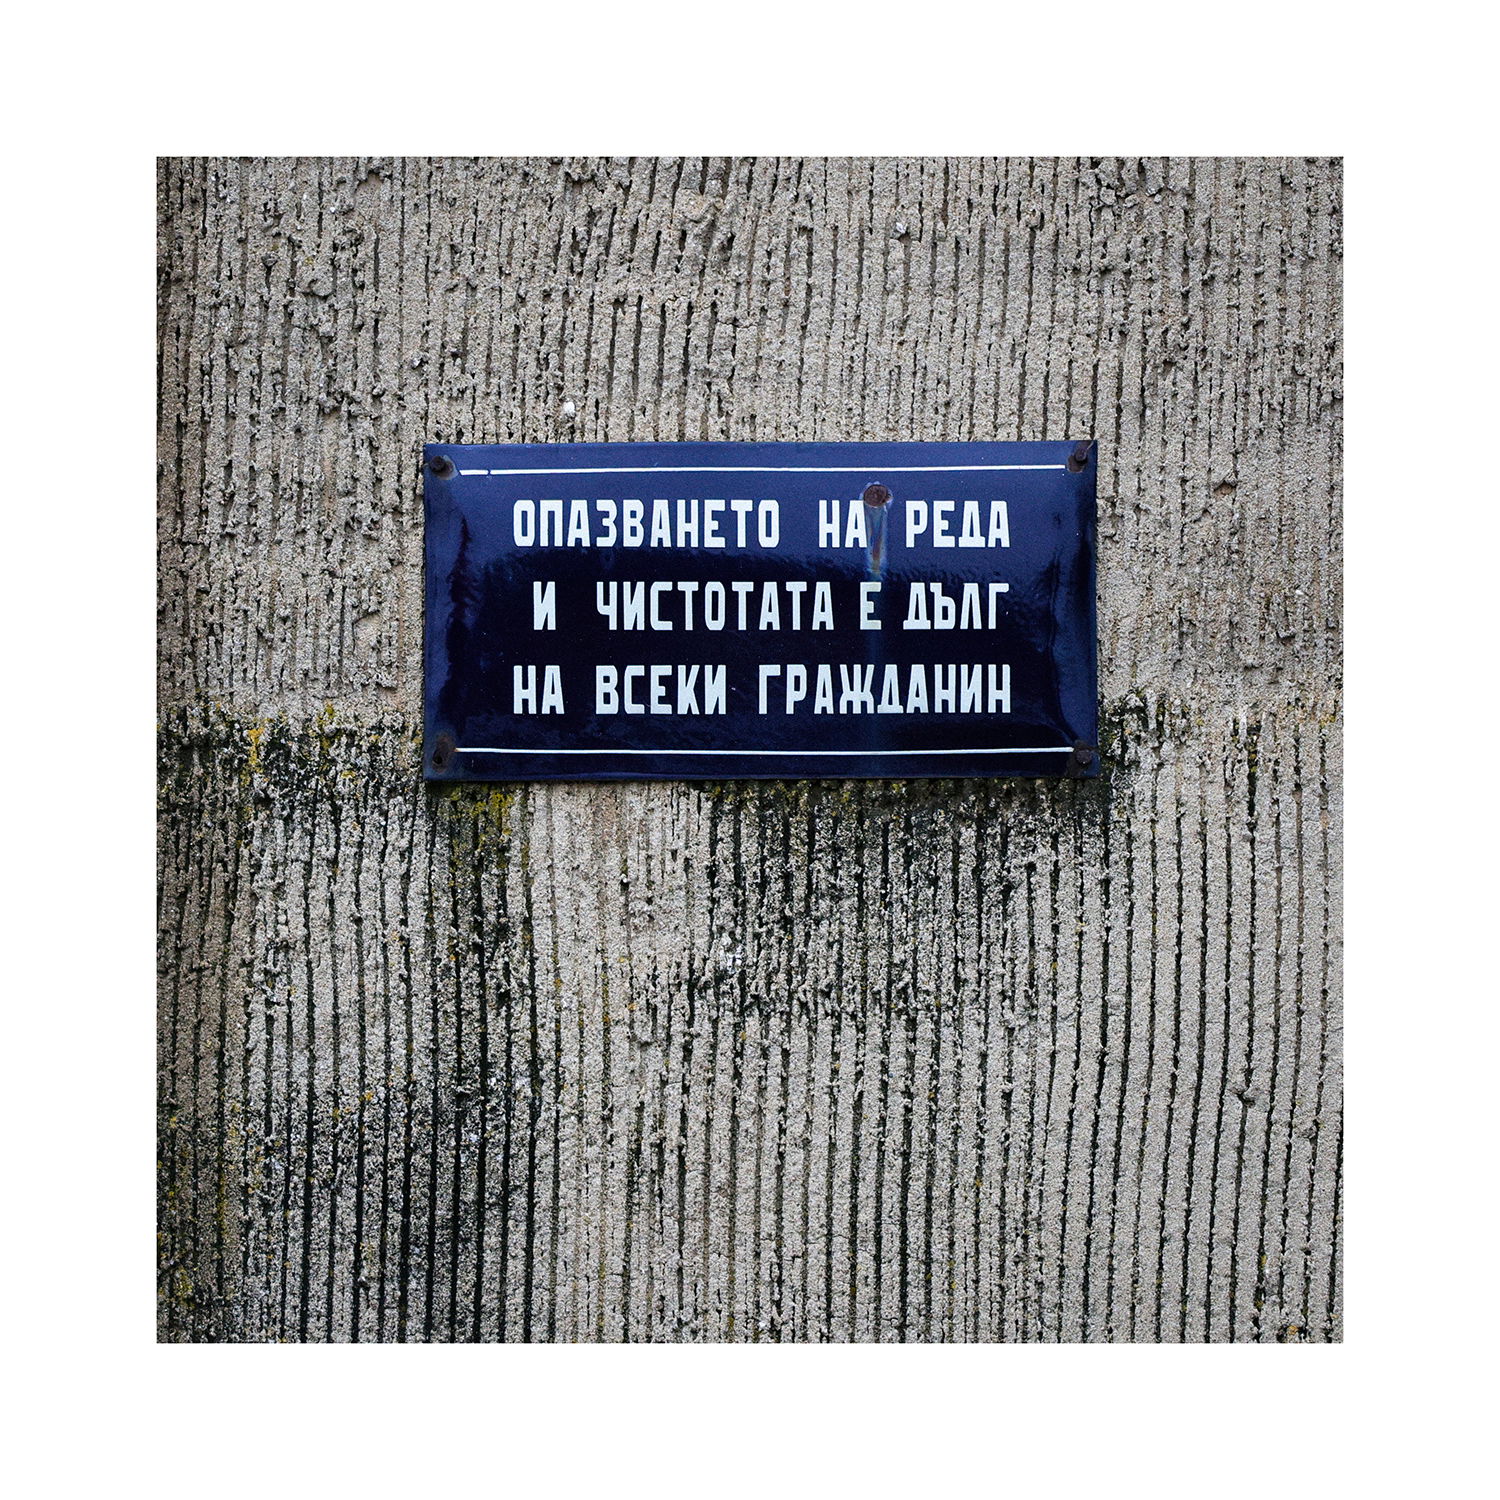 ОПАЗВАНЕТО НА РЕДА
И ЧИСТОТАТА Е ДЪЛГ
НА ВСЕКИ ГРАЖДАНИН